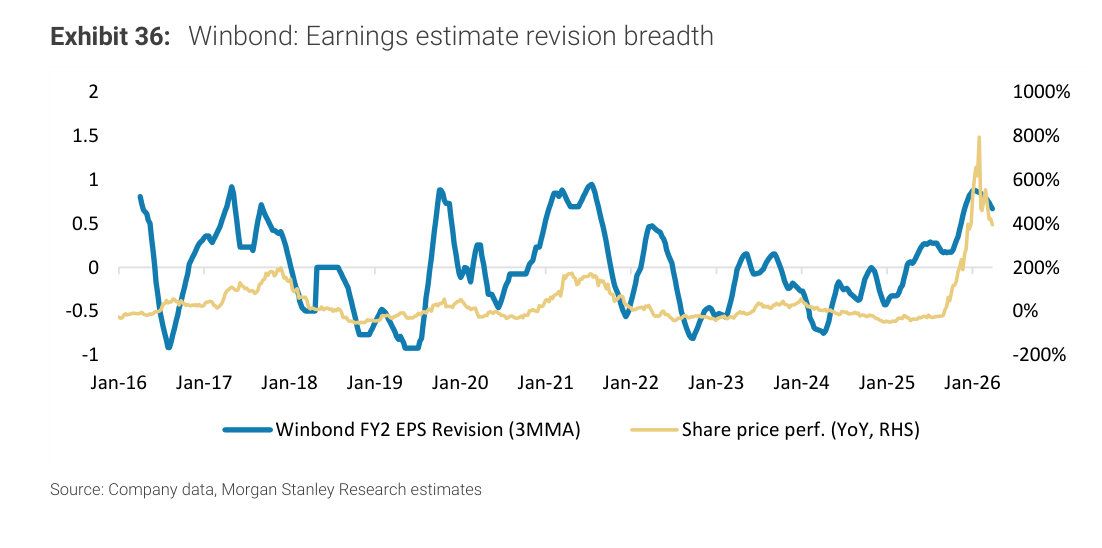 Exhibit 36: Winbond: Earnings estimate revision breadth
2 1000%
1.5 800%
1 600%
0.5 400%
0 200%
-0.5 0%
-1 -200%
Jan-16 Jan-17 Jan-18 Jan-19 Jan-20 Jan-21 Jan-22 Jan-23 Jan-24 Jan-25 Jan-26
Winbond FY2 EPS Revision (3MMA) Share price perf. (YoY, RHS)
Source: Company data, Morgan Stanley Research estimates